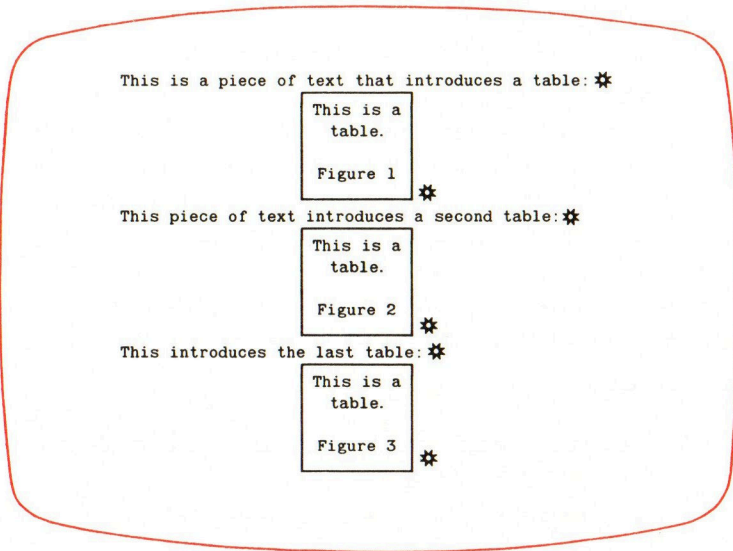 This is a piece of text that introduces a table:
This is a
table.
Figure 1
This piece of text introduces a second table:
This is a
table.
Figure 2
This introduces the last table:
This is a
table.
Figure 3